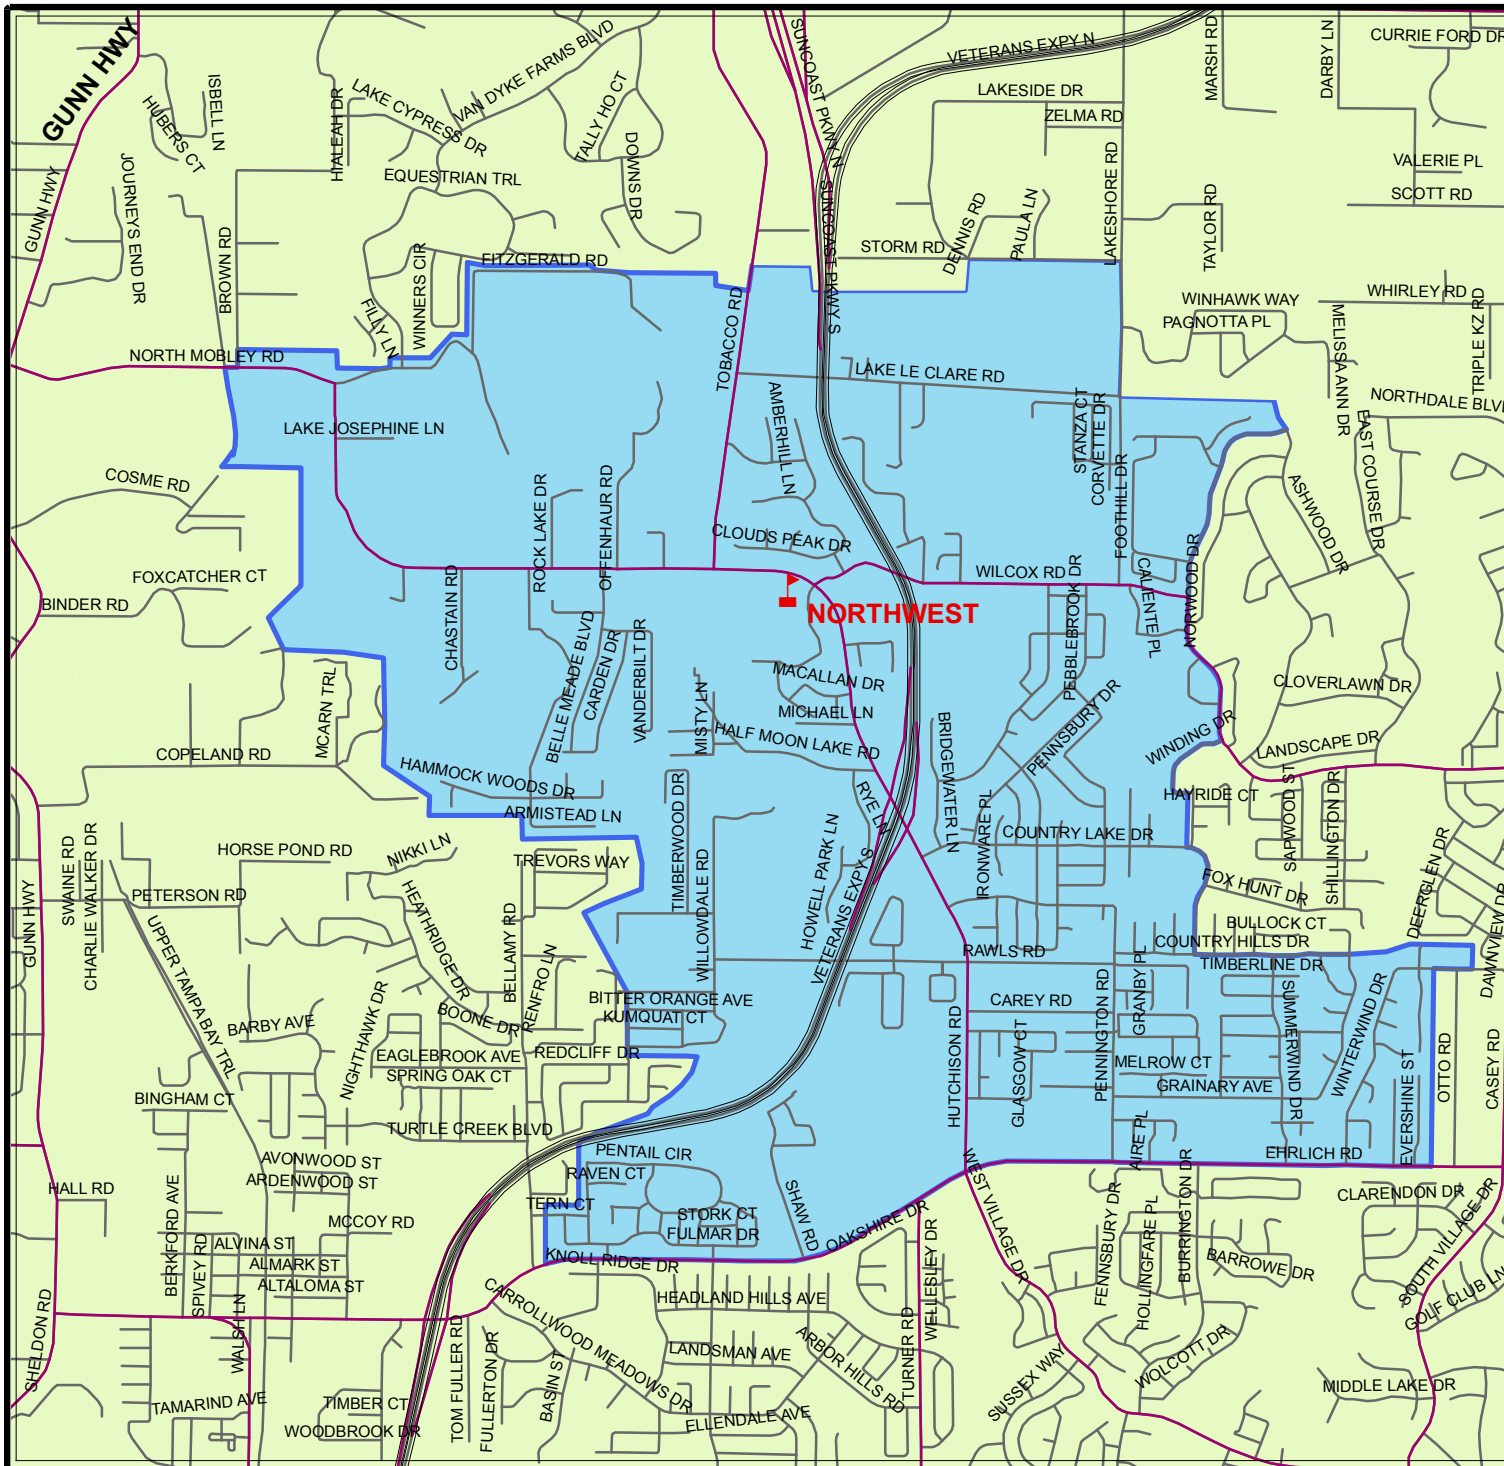 GUNN HWY
SUNCOAST PKWY N
VETERANS EXPY N
MARSH RD
DARBY LN
CURRIE FORD DR
ISBELL LN
HUBERS CT
HIALEAH DR
LAKE CYPRESS DR
VAN DYKE FARMS BLVD
TALLY HO CT
DOWNS DR
LAKESIDE DR
ZELMA RD
LAKESHORE RD
VALERIE PL
SCOTT RD
JOURNEYS END DR
GUNN HWY
EQUESTRIAN TRL
BROWN RD
WINNERS CIR
FILLY LN
FITZGERALD RD
SUNCOAST PKWY S
STORM RD
DENNIS RD
PAULA LN
TAYLOR RD
WHIRLEY RD
WINHAWK WAY
PAGNOTTA PL
MELISSA ANN DR
TRIPLE KZ RD
NORTH MOBLEY RD
TOBACCO RD
LAKE LE CLARE RD
NORTHDALE BLV
LAKE JOSEPHINE LN
AMBERHILL LN
STANZA CT
CORVETTE DR
FOOTHILL DR
EAST COURSE DR
ASHWOOD DR
COSME RD
ROCK LAKE DR
OFFENHAUR RD
CLOUDS PEAK DR
WILCOX RD
CALIENTE PL
NORWOOD DR
FOXCATCHER CT
BINDER RD
CHASTAIN RD
NORTHWEST
PEBBLEBROOK DR
BELLE MEADE BLVD
CARDEN DR
VANDERBILT DR
MISTY LN
MACALLAN DR
MICHAEL LN
HALF MOON LAKE RD
PENNSBURY DR
CLOVERLAWN DR
WINDING DR
LANDSCAPE DR
MCARN TRL
COPELAND RD
HAMMOCK WOODS DR
ARMISTEAD LN
TIMBERWOOD DR
RYE LN
BRIDGEWATER LN
IRONWARE PL
COUNTRY LAKE DR
HAYRIDE CT
SAPWOOD ST
SHILLINGTON DR
SWAINE RD
CHARLIE WALKER DR
HORSE POND RD
NIKKI LN
TREVORS WAY
HOWELL PARK LN
FOX HUNT DR
DEERGLEN DR
PETERSON RD
GUNN HWY
UPPER TAMPA BAY TRL
HEATHRIDGE DR
BELLAMY RD
WILLOWDALE RD
VETERANS EXPY S
RAWLS RD
BULLOCK CT
COUNTRY HILLS DR
TIMBERLINE DR
DAWNVIEW DR
RENFRO LN
BITTER ORANGE AVE
KUMQUAT CT
CAREY RD
GRANBY PL
SUMMERWIND DR
WINTERWIND DR
BARBY AVE
NIGHTHAWK DR
BOONE DR
EAGLEBROOK AVE
REDCLIFF DR
SPRING OAK CT
HUTCHISON RD
GLASGOW CT
PENNINGTON RD
MELROW CT
GRAINARY AVE
EVERSHINE ST
OTTO RD
CASEY RD
BINGHAM CT
TURTLE CREEK BLVD
PENTAIL CIR
AIRE PL
EHRLICH RD
AVONWOOD ST
ARDENWOOD ST
RAVEN CT
HALL RD
BERKFORD AVE
TERN CT
STORK CT
FULMAR DR
SHAW RD
OAKSHIRE DR
WEST VILLAGE DR
CLARENDON DR
SOUTH VILLAGE DR
MCCOY RD
SPIVEY RD
ALVINA ST
ALMARK ST
ALTALOMA ST
KNOLL RIDGE DR
WELLESLEY DR
FENNSBURY DR
HOLLINGFARE PL
BURRINGTON DR
BARROWE DR
GOLF CLUB LN
SHELDON RD
WALSH LN
TOM FULLER RD
FULLERTON DR
CARROLLWOOD MEADOWS DR
HEADLAND HILLS AVE
LANDSMAN AVE
ARBOR HILLS RD
TURNER RD
SUSSEX WAY
WOLCOTT DR
MIDDLE LAKE DR
TAMARIND AVE
TIMBER CT
WOODBROOK DR
BASIN ST
ELLENDALE AVE